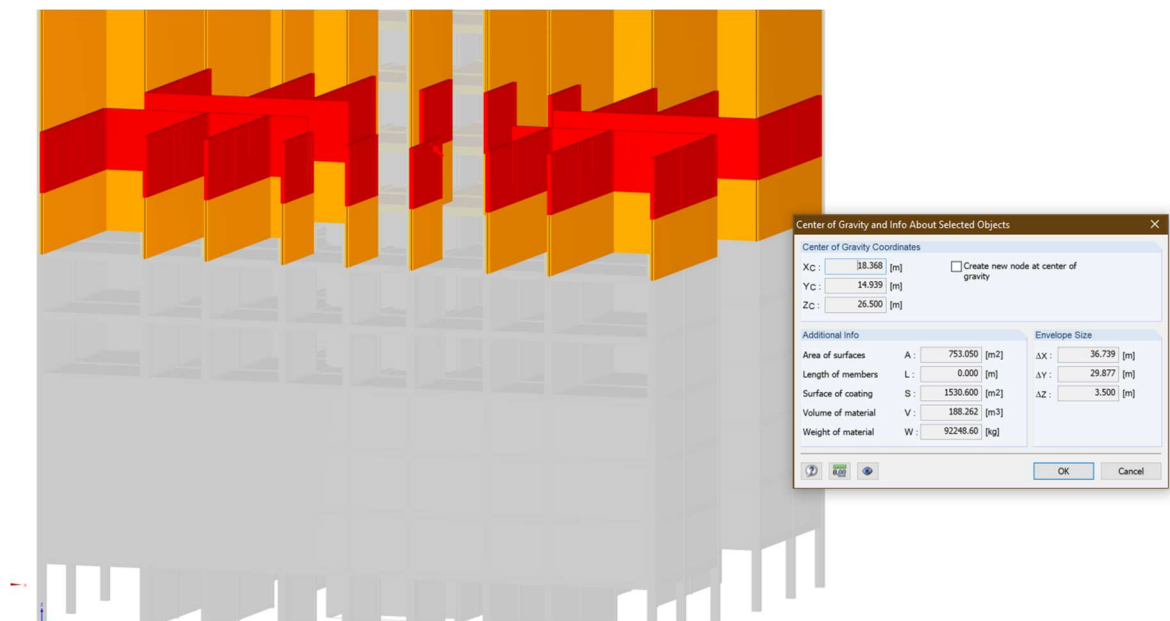 Center of Gravity and Info About Selected Objects
Center of Gravity Coordinates
XC : 18.368 [m]
Create new node at center of gravity
YC : 14.939 [m]
ZC : 26.500 [m]
Additional Info
Area of surfaces A : 753.050 [m2]
Length of members L : 0.000 [m]
Surface of coating S : 1530.600 [m2]
Volume of material V : 188.262 [m3]
Weight of material W : 92248.60 [kg]
Envelope Size
ΔX : 36.739 [m]
ΔY : 29.877 [m]
ΔZ : 3.500 [m]
OK
Cancel